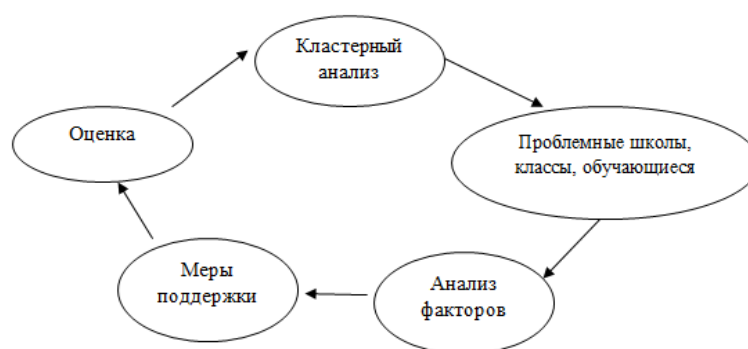 Кластерный
анализ
Оценка
Проблемные школы,
классы, обучающиеся
Меры
поддержки
Анализ
факторов